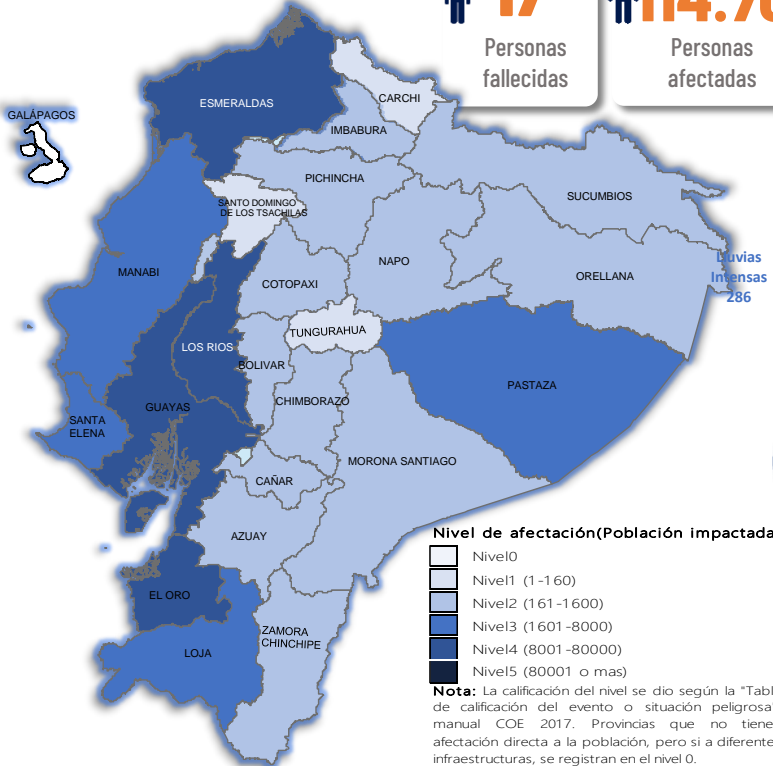 17
114.70
Personas
fallecidas
Personas
afectadas
GALÁPAGOS
ESMERALDAS
CARCHI
IMBABURA
PICHINCHA
SUCUMBIOS
SANTO DOMINGO
DE LOS TSACHILAS
NAPO
MANABI
ORELLANA
COTOPAXI
Lluvias
Intensas
286
TUNGURAHUA
LOS RIOS
BOLIVAR
PASTAZA
CHIMBORAZO
GUAYAS
SANTA
ELENA
MORONA SANTIAGO
CAÑAR
AZUAY
EL ORO
ZAMORA
CHINCHIPE
LOJA
Nivel de afectación(Población impactada
Nivel0
Nivel1 (1-160)
Nivel2 (161-1600)
Nivel3 (1601-8000)
Nivel4 (8001-80000)
Nivel5 (80001 o mas)
Nota: La calificación del nivel se dio según la "Tabl
de calificación del evento o situación peligrosa"
manual COE 2017. Provincias que no tiene
afectación directa a la población, pero si a diferente
infraestructuras, se registran en el nivel 0.